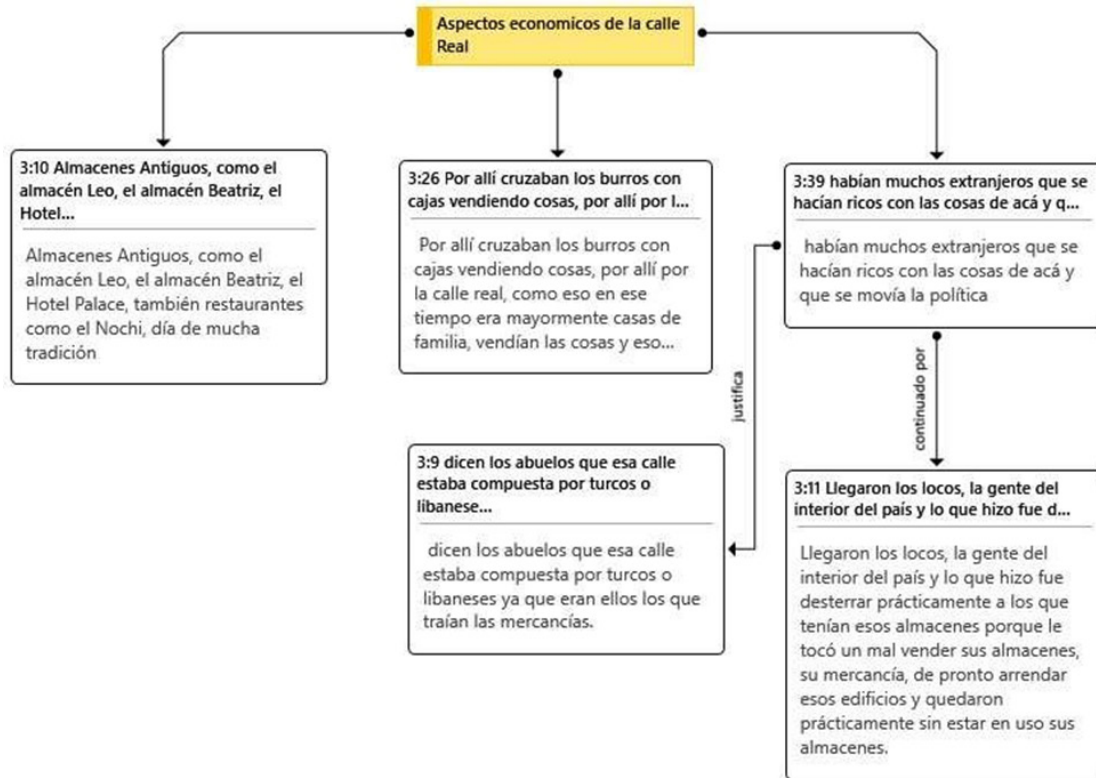 Aspectos economicos de la calle
Real
3:10 Almacenes Antiguos, como el
almacén Leo, el almacén Beatriz, el
Hotel...
Almacenes Antiguos, como el
almacén Leo, el almacén Beatriz, el
Hotel Palace, también restaurantes
como el Nochi, día de mucha
tradición
3:26 Por allí cruzaban los burros con
cajas vendiendo cosas, por allí por l...
Por allí cruzaban los burros con
cajas vendiendo cosas, por allí por
la calle real, como eso en ese
tiempo era mayormente casas de
familia, vendían las cosas y eso...
3:39 habían muchos extranjeros que se
hacían ricos con las cosas de acá y q...
habían muchos extranjeros que se
hacían ricos con las cosas de acá y
que se movía la política
justifica
continuado por
3:9 dicen los abuelos que esa calle
estaba compuesta por turcos o
libanese...
dicen los abuelos que esa calle
estaba compuesta por turcos o
libaneses ya que eran ellos los que
traían las mercancías.
3:11 Llegaron los locos, la gente del
interior del país y lo que hizo fue d...
Llegaron los locos, la gente del
interior del país y lo que hizo fue
desterrar prácticamente a los que
tenían esos almacenes porque le
tocó un mal vender sus almacenes,
su mercancía, de pronto arrendar
esos edificios y quedaron
prácticamente sin estar en uso sus
almacenes.